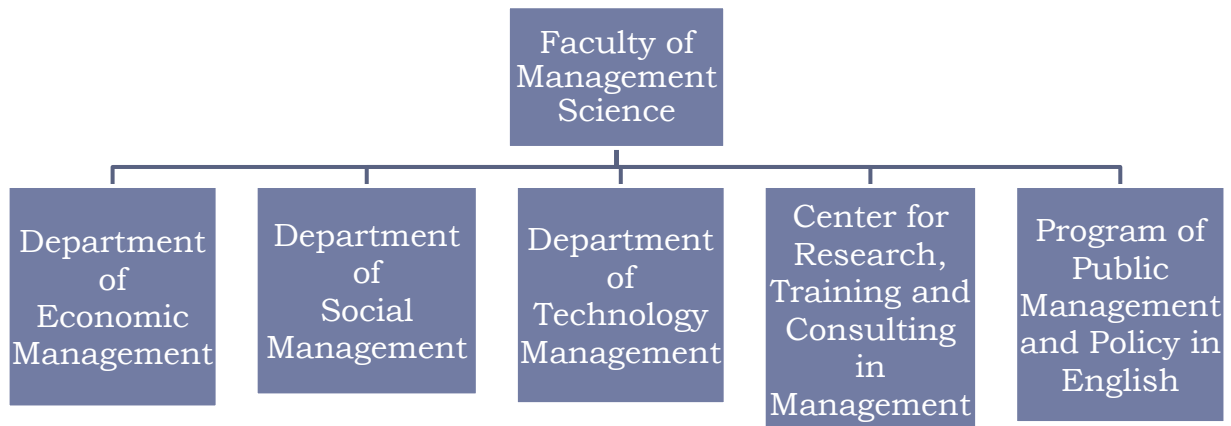 Faculty of
Management
Science
Department
of
Economic
Management
Department
of
Social
Management
Department
of
Technology
Management
Center for
Research,
Training and
Consulting
in
Management
Program of
Public
Management
and Policy in
English